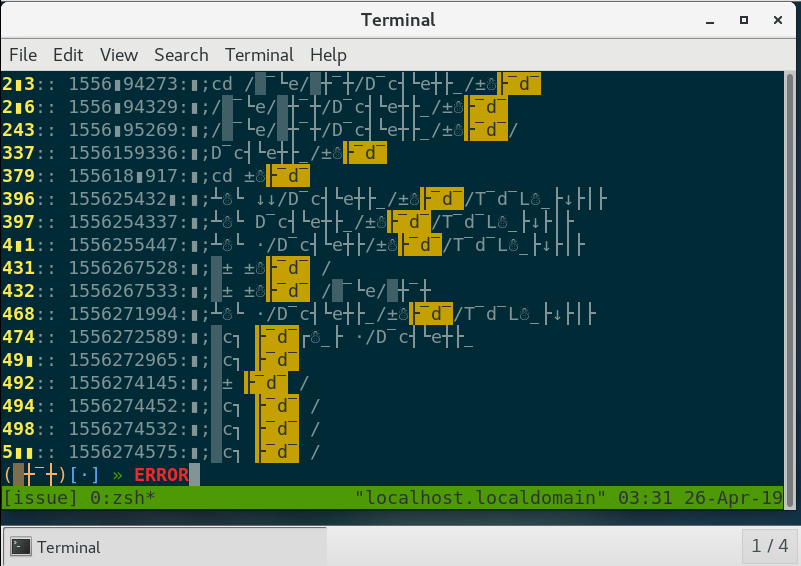 Terminal
File Edit View Search Terminal Help
2▮3:: 1556▮94273:▮;cd /▒‾└e/▒┼‾┼/D‾c┤└e┼├_/±☃├‾d‾
2▮6:: 1556▮94329:▮;/▒‾└e/▒┼‾┼/D‾c┤└e┼├_/±☃├‾d‾
243:: 1556▮95269:▮;/▒‾└e/▒┼‾┼/D‾c┤└e┼├_/±☃├‾d‾/
337:: 1556159336:▮;D‾c┤└e┼├_/±☃├‾d‾
379:: 155618▮917:▮;cd ±☃├‾d‾
396:: 155625432▮:▮;┴☃└ ↓↓/D‾c┤└e┼├_/±☃├‾d‾/T‾d‾L☃_├↓├│├
397:: 1556254337:▮;┴☃└ D‾c┤└e┼├_/±☃├‾d‾/T‾d‾L☃_├↓├│├
4▮1:: 1556255447:▮;┴☃└ ·/D‾c┤└e┼├/±☃├‾d‾/T‾d‾L☃_├↓├│├
431:: 1556267528:▮;▒± ±☃├‾d‾ /
432:: 1556267533:▮;▒± ±☃├‾d‾ /▒‾└e/▒┼‾┼
468:: 1556271994:▮;┴☃└ ·/D‾c┤└e┼├_/±☃├‾d‾/T‾d‾L☃_├↓├│├
474:: 1556272589:▮;▒c┐ ├‾d‾┌☃_├ ·/D‾c┤└e┼├_
49▮:: 1556272965:▮;▒c┐ ├‾d‾
492:: 1556274145:▮;▒± ├‾d‾ /
494:: 1556274452:▮;▒c┐ ├‾d‾ /
498:: 1556274532:▮;▒c┐ ├‾d‾ /
5▮▮:: 1556274575:▮;▒c┐ ├‾d‾ /
(▒┼‾┼)[·] » ERROR
[issue] 0:zsh* "localhost.localdomain" 03:31 26-Apr-19
Terminal 1 / 4